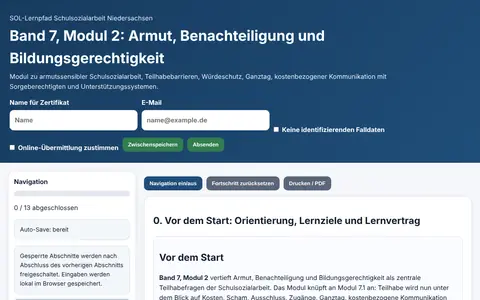 SOL-Lernpfad Schulsozialarbeit Niedersachsen
Band 7, Modul 2: Armut, Benachteiligung und
Bildungsgerechtigkeit
Modul zu armutssensibler Schulsozialarbeit, Teilhabebarrieren, Würdeschutz, Ganztag, kostenbezogener Kommunikation mit
Sorgeberechtigten und Unterstützungssystemen.
Name für Zertifikat
E-Mail
Name
name@example.de
Keine identifizierenden Falldaten
Online-Übermittlung zustimmen
Zwischenspeichern
Absenden
Navigation
0 / 13 abgeschlossen
Auto-Save: bereit
Gesperrte Abschnitte werden nach
Abschluss des vorherigen Abschnitts
freigeschaltet. Eingaben werden
lokal im Browser gespeichert.
Navigation ein/aus
Fortschritt zurücksetzen
Drucken / PDF
0. Vor dem Start: Orientierung, Lernziele und Lernvertrag
Vor dem Start
Band 7, Modul 2 vertieft Armut, Benachteiligung und Bildungsgerechtigkeit als zentrale
Teilhabefragen der Schulsozialarbeit. Das Modul knüpft an Modul 7.1 an: Teilhabe wird nun unter
dem Blick auf Kosten, Scham, Ausschluss, Zugänge, Ganztag, kostenbezogene Kommunikation